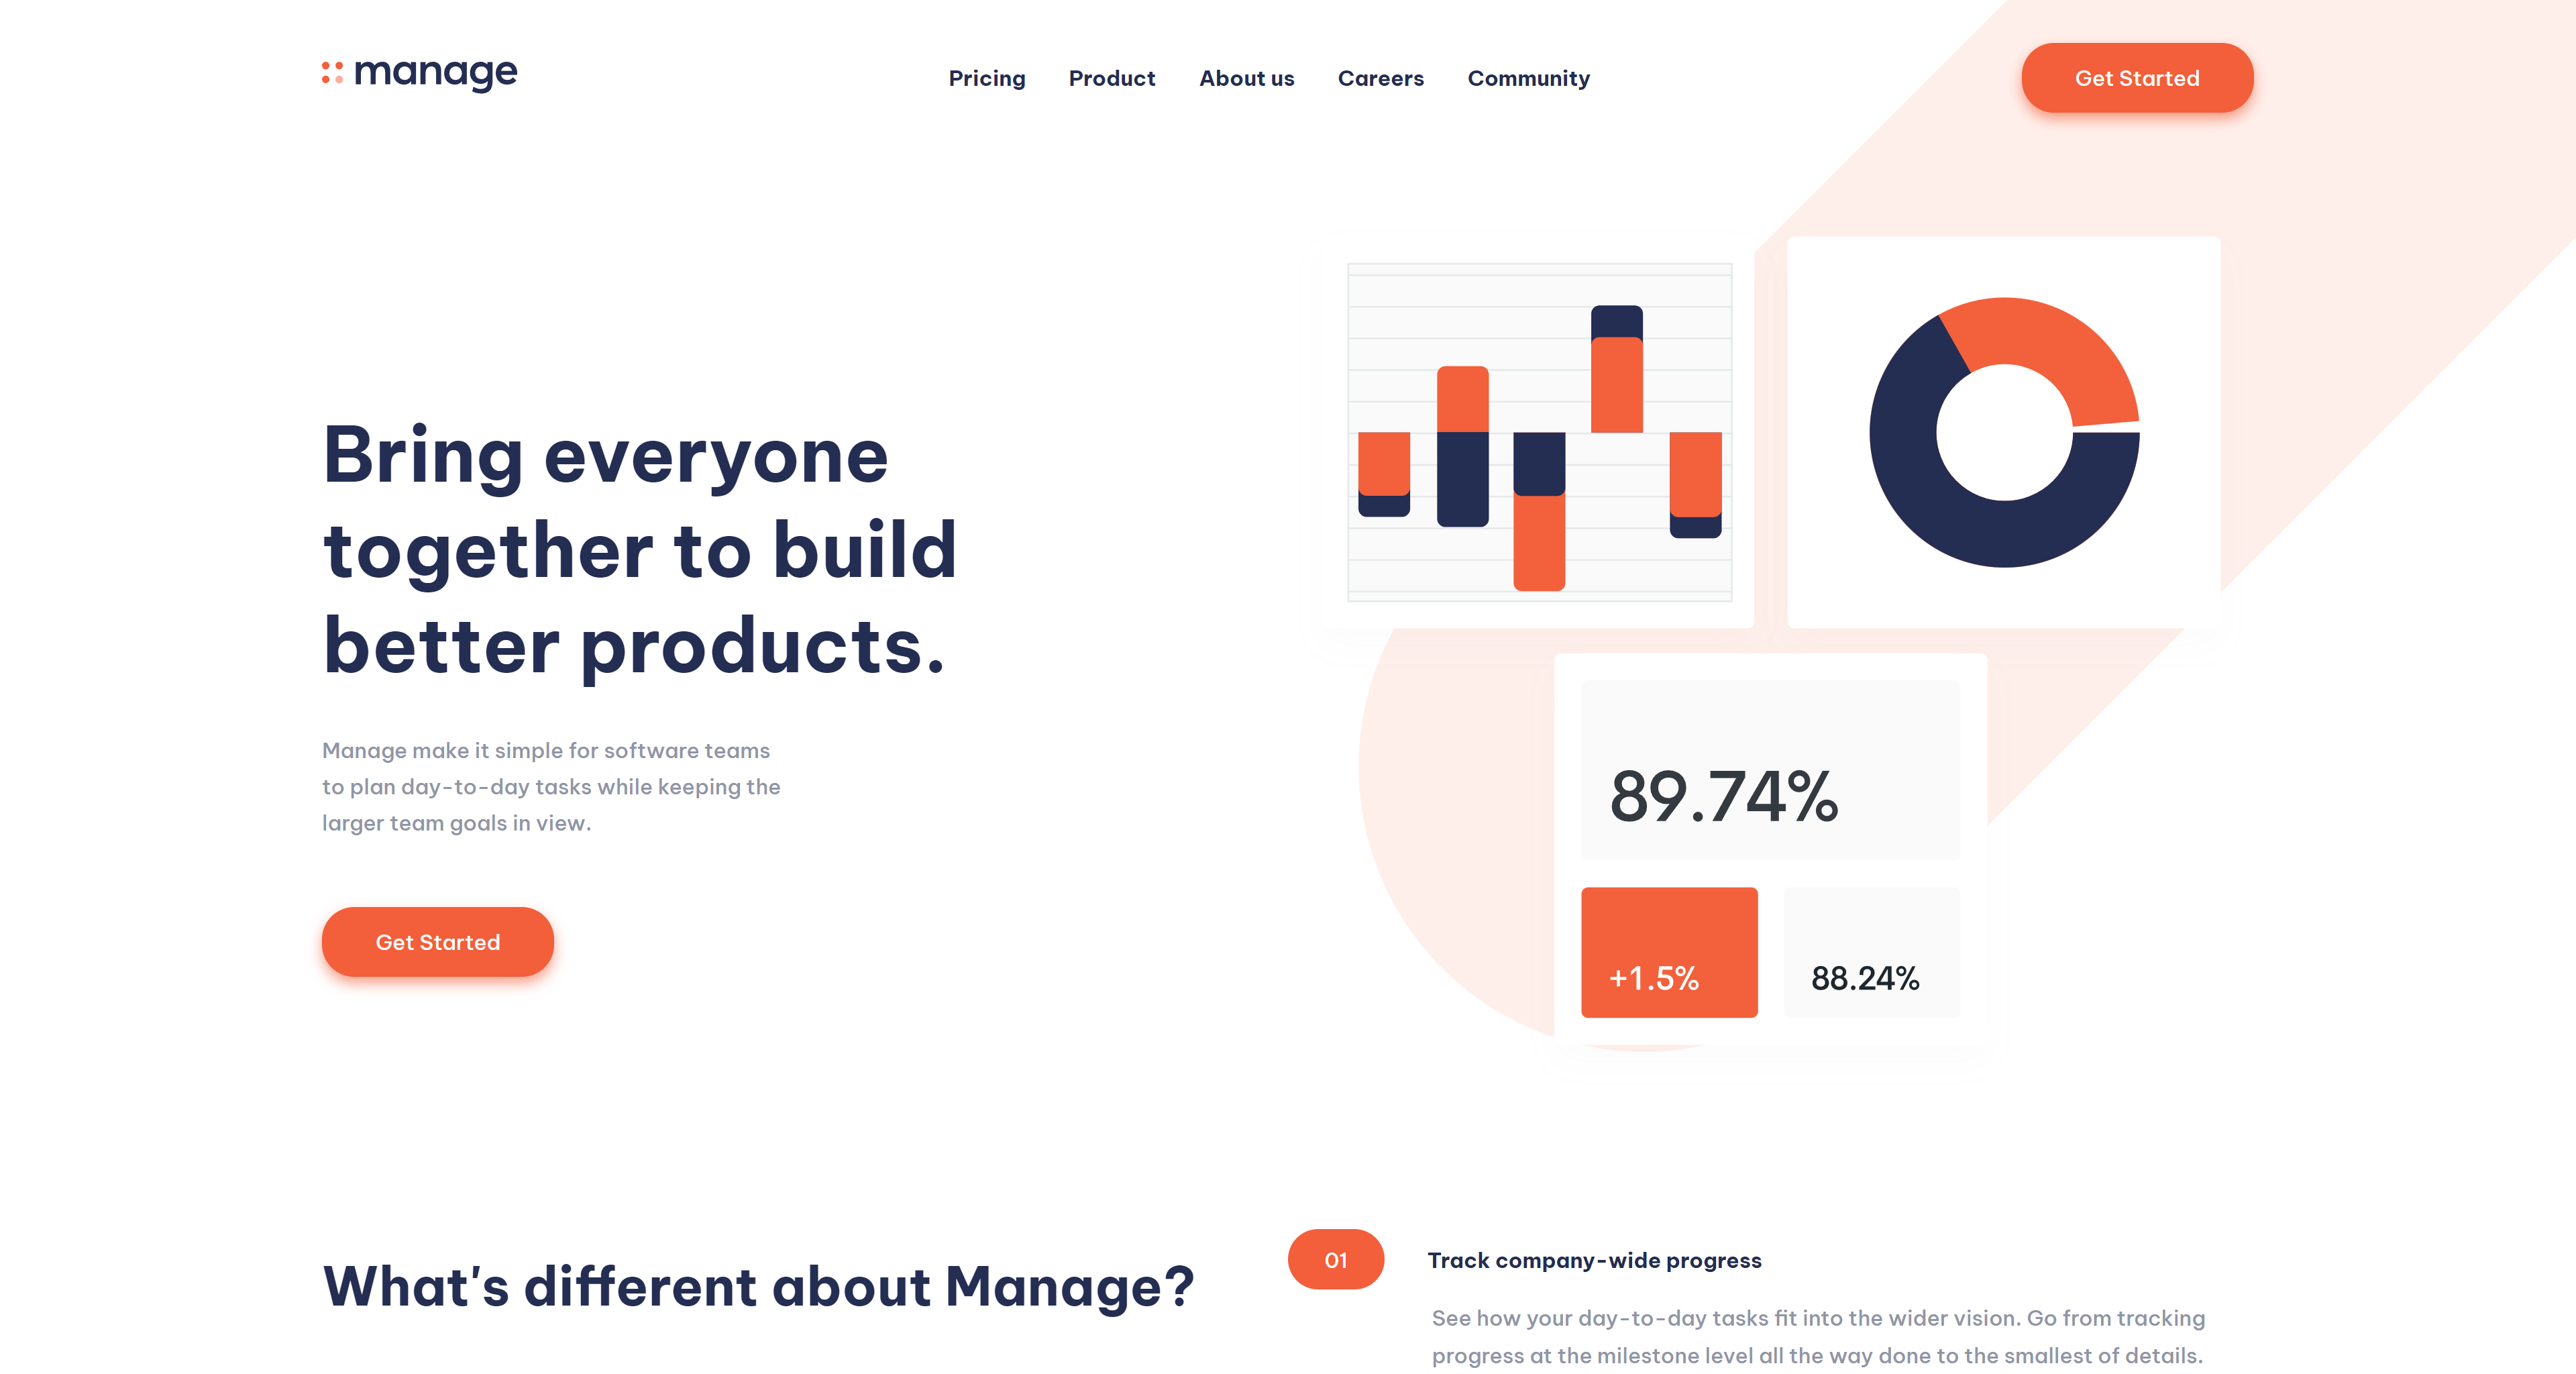 manage
Pricing Product About us Careers Community
Get Started
Bring everyone
together to build
better products.
Manage make it simple for software teams
to plan day-to-day tasks while keeping the
larger team goals in view.
Get Started
89.74%
+1.5%
88.24%
What's different about Manage?
01
Track company-wide progress
See how your day-to-day tasks fit into the wider vision. Go from tracking
progress at the milestone level all the way done to the smallest of details.